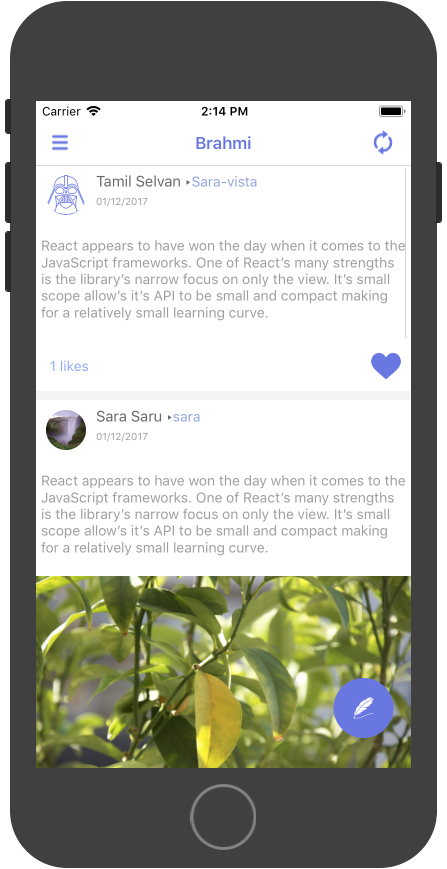 Carrier 2:14 PM
Brahmi
Tamil Selvan ▸Sara-vista
01/12/2017
React appears to have won the day when it comes to the
JavaScript frameworks. One of React’s many strengths
is the library’s narrow focus on only the view. It’s small
scope allow’s it’s API to be small and compact making
for a relatively small learning curve.
1 likes
Sara Saru ▸sara
01/12/2017
React appears to have won the day when it comes to the
JavaScript frameworks. One of React’s many strengths
is the library’s narrow focus on only the view. It’s small
scope allow’s it’s API to be small and compact making
for a relatively small learning curve.